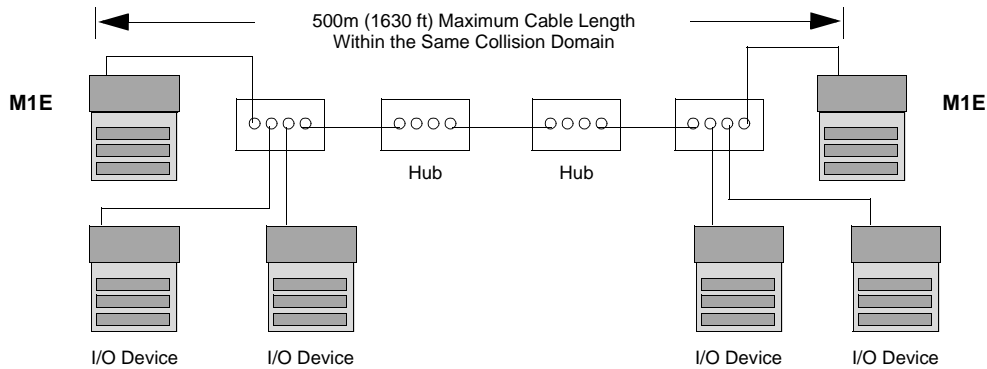 500m (1630 ft) Maximum Cable Length
Within the Same Collision Domain
M1E
M1E
Hub
Hub
I/O Device
I/O Device
I/O Device
I/O Device